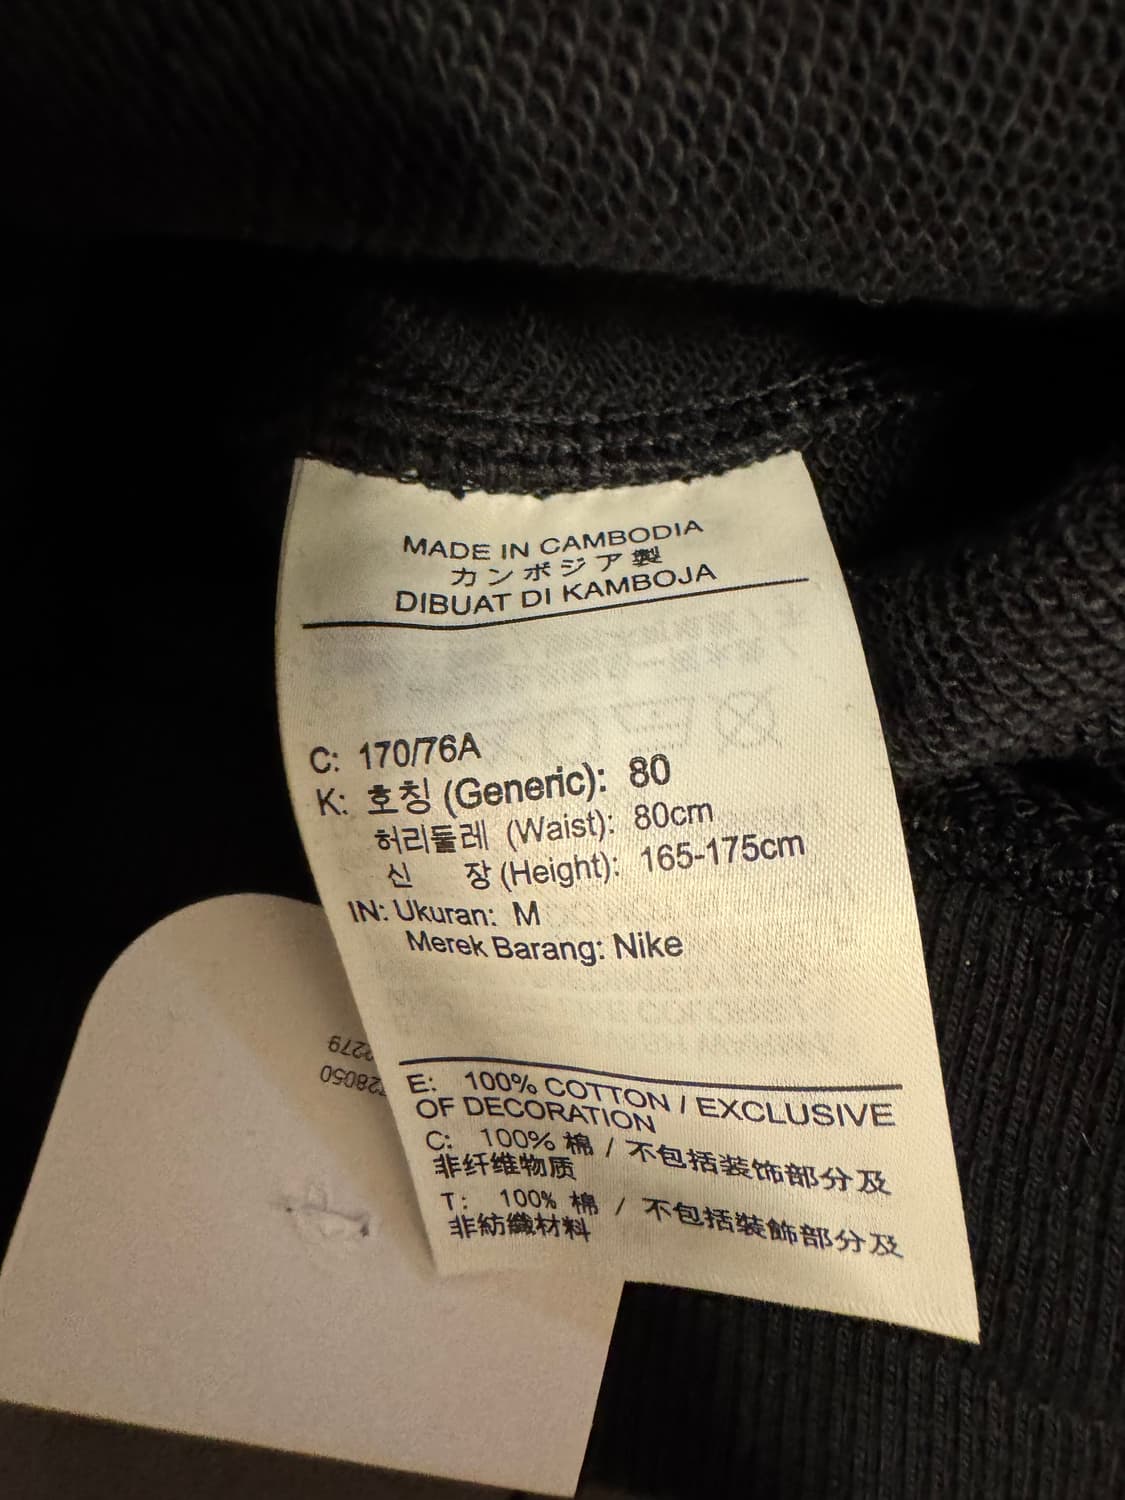 MADE IN CAMBODIA
カンボジア製
DIBUAT DI KAMBOJA
C: 170/76A
K: 호칭 (Generic): 80
허리둘레 (Waist): 80cm
신 장 (Height): 165-175cm
IN: Ukuran: M
Merek Barang: Nike
E: 100% COTTON / EXCLUSIVE
OF DECORATION
C: 100% 棉 / 不包括装饰部分及
非纤维物质
T: 100% 棉 / 不包括裝飾部分及
非紡織材料
28050
279